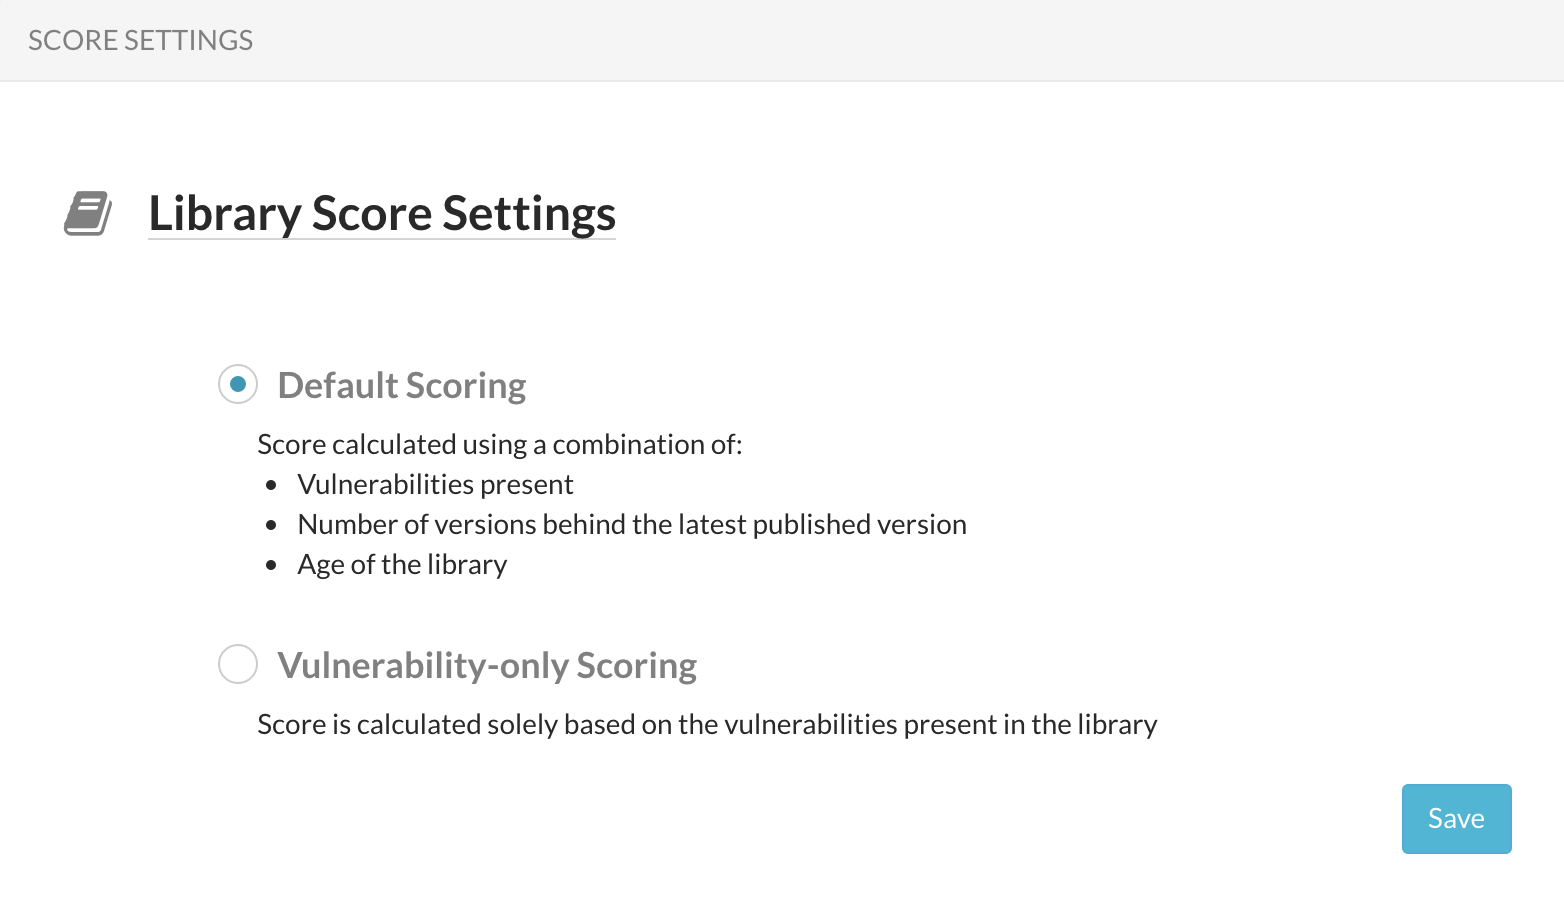 SCORE SETTINGS
Library Score Settings
Default Scoring
Score calculated using a combination of:
• Vulnerabilities present
• Number of versions behind the latest published version
• Age of the library
Vulnerability-only Scoring
Score is calculated solely based on the vulnerabilities present in the library
Save